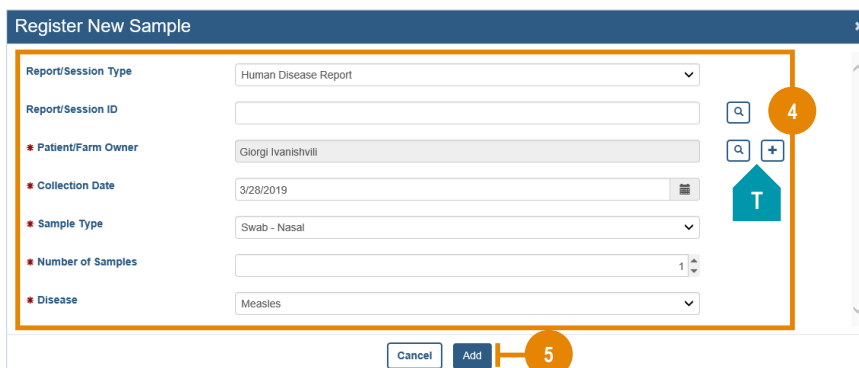 Register New Sample
Report/Session Type
Human Disease Report
Report/Session ID
4
* Patient/Farm Owner
Giorgi Ivanishvili
T
* Collection Date
3/28/2019
* Sample Type
Swab - Nasal
* Number of Samples
1
* Disease
Measles
Cancel Add 5